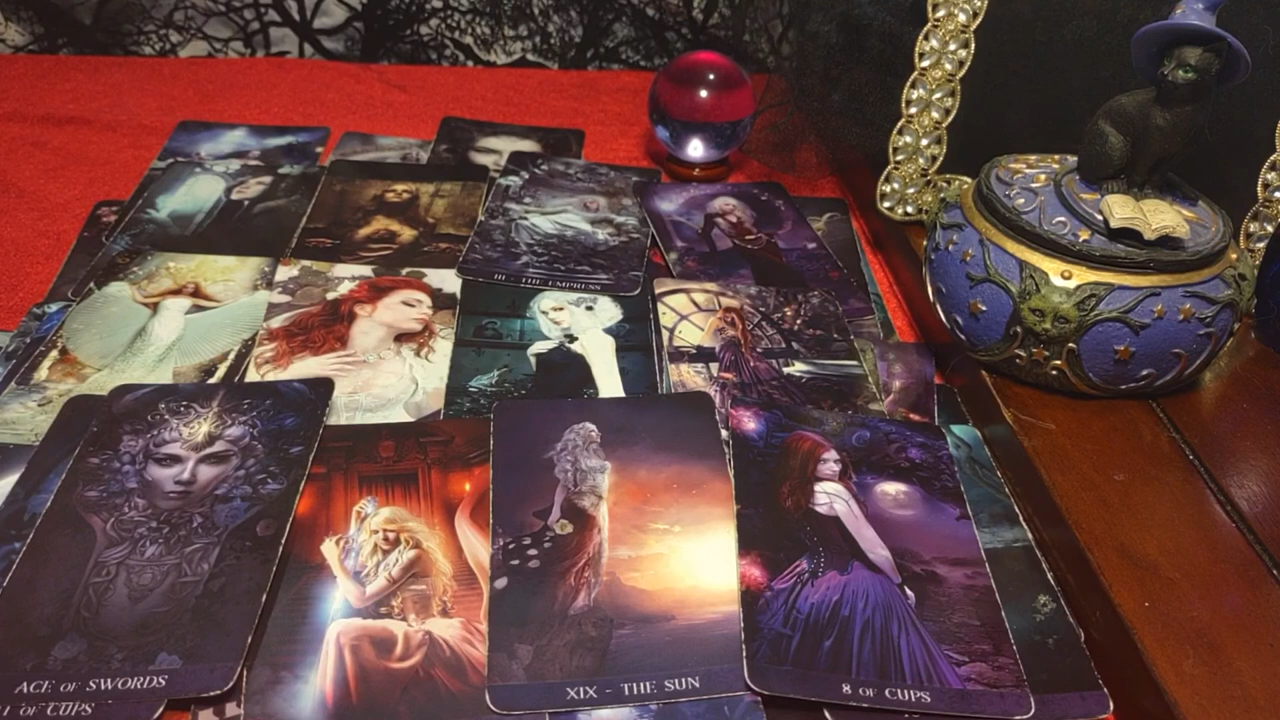 III - THE EMPRESS
ACE OF SWORDS
XIX - THE SUN
8 OF CUPS
OF CUPS